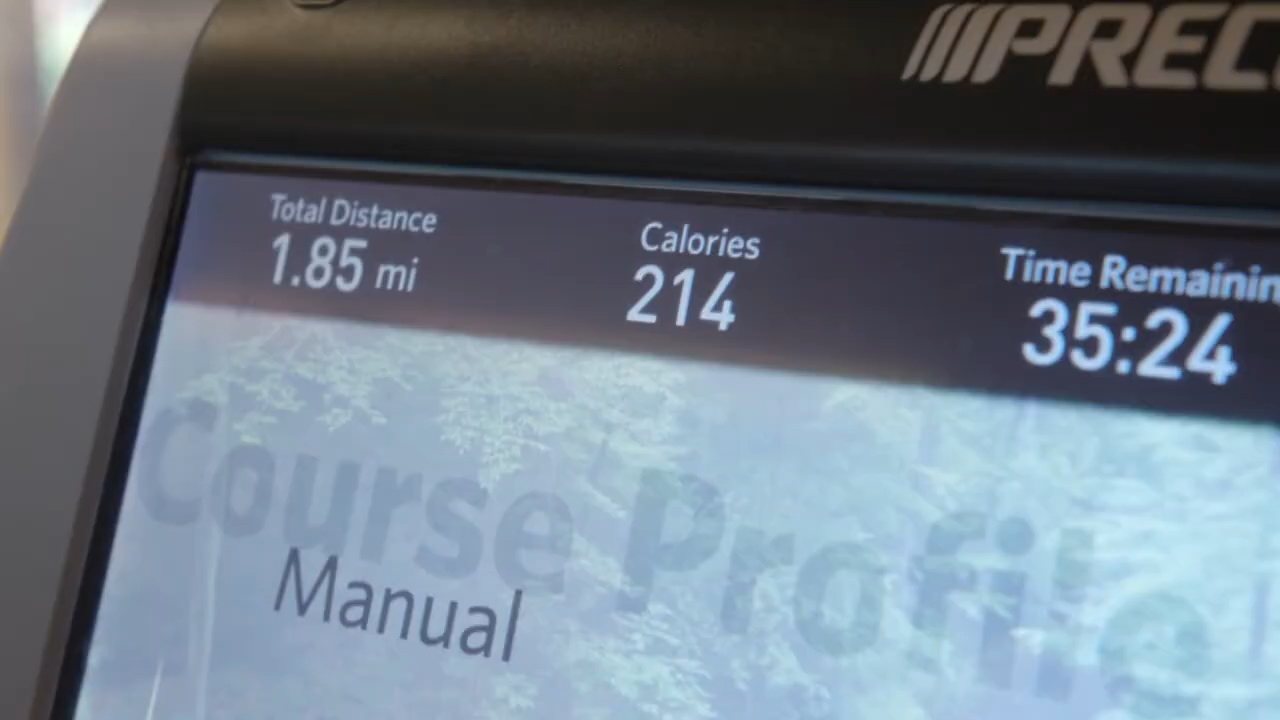 PREC
Total Distance
1.85 mi
Calories
214
Time Remainin
35:24
Course Profile
Manual